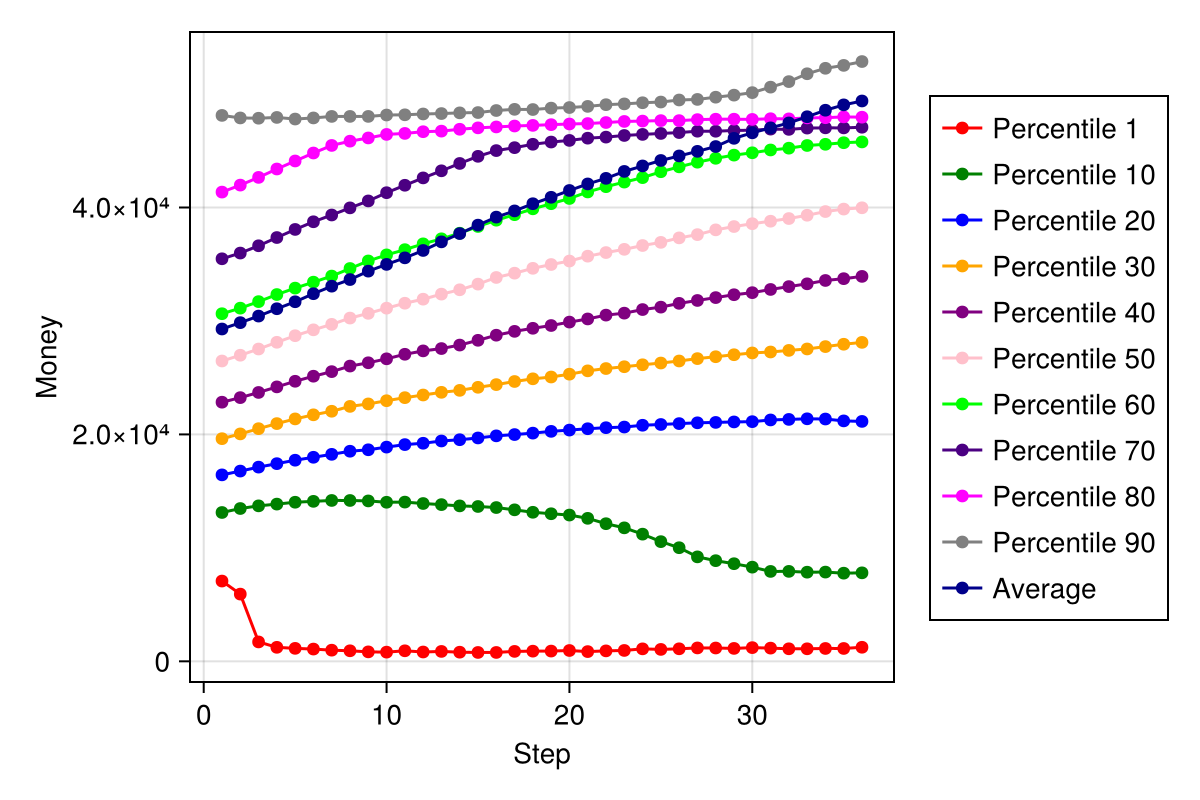 Money
4.0×10⁴
2.0×10⁴
0
0 10 20 30
Step
Percentile 1
Percentile 10
Percentile 20
Percentile 30
Percentile 40
Percentile 50
Percentile 60
Percentile 70
Percentile 80
Percentile 90
Average